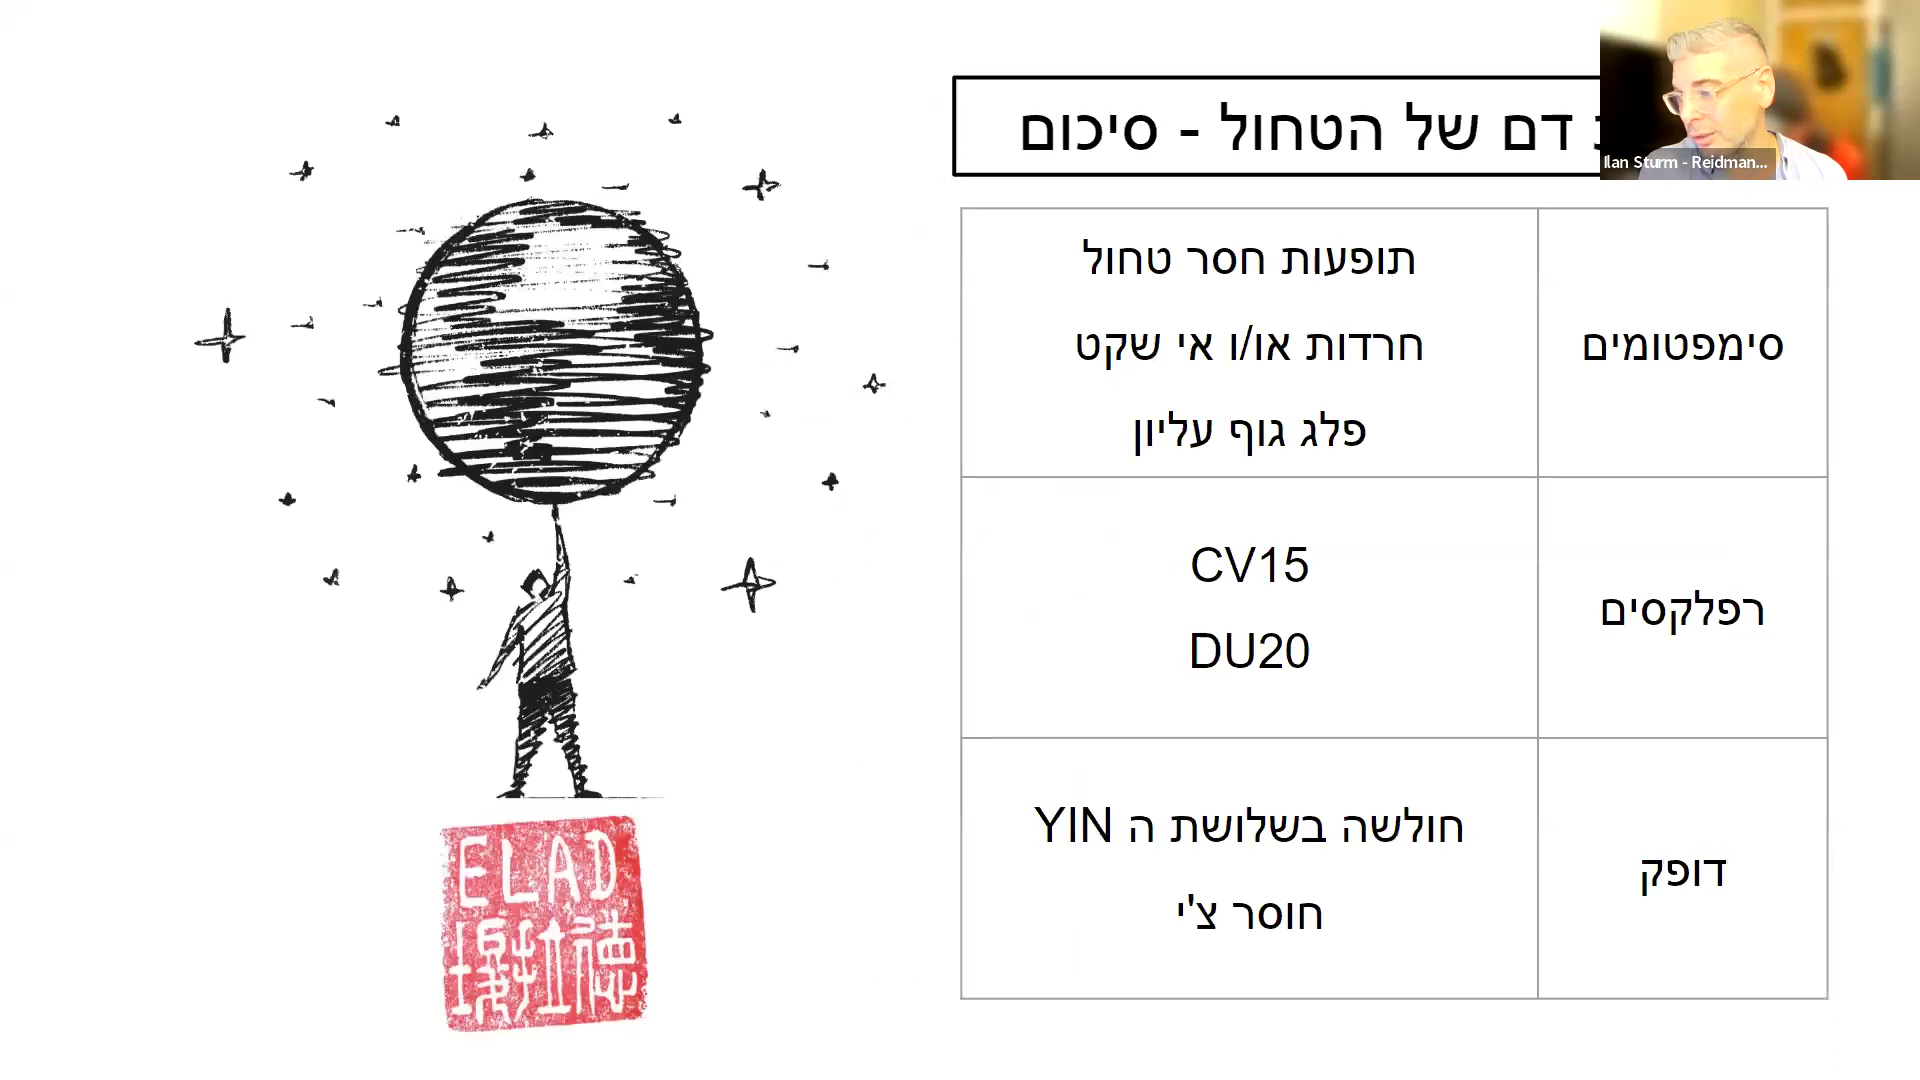 דם של הטחול - סיכום
Ilan Sturm - Reidman...
סימפטומים
תופעות חסר טחול
חרדות או/ו אי שקט
פלג גוף עליון
רפלקסים
CV15
DU20
דופק
חולשה בשלושת ה YIN
חוסר צ'י
ELAD